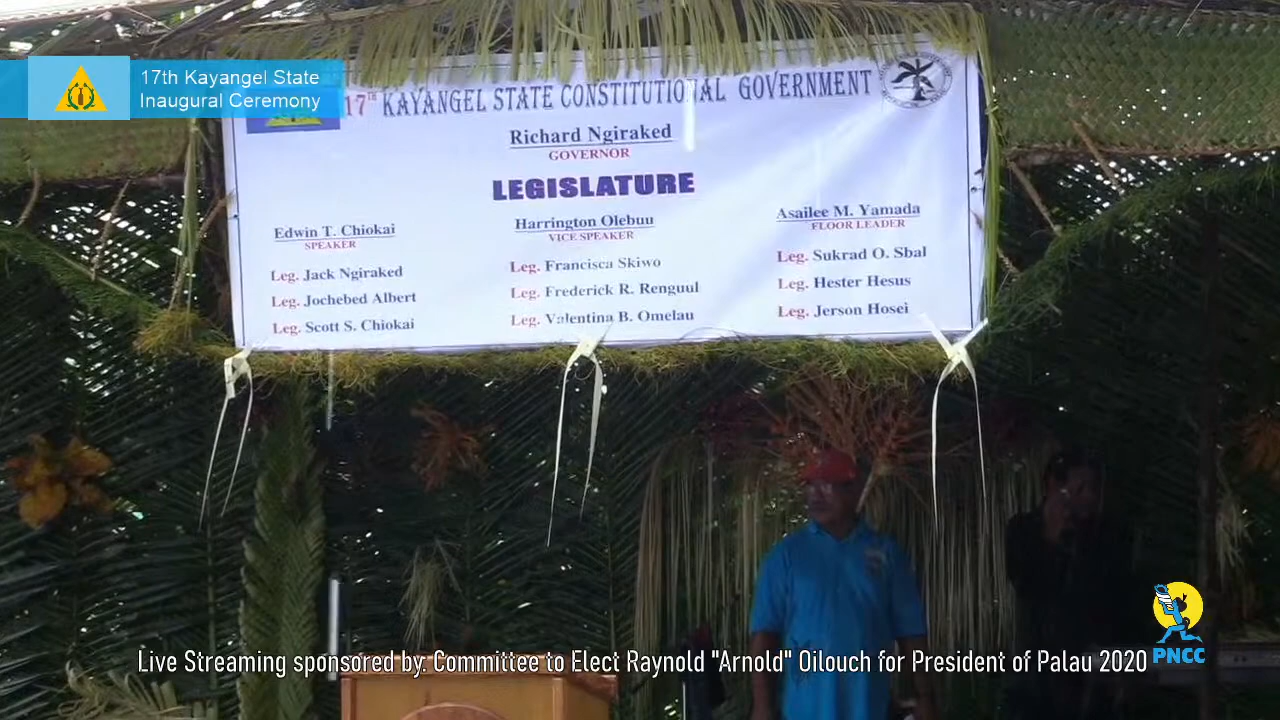 17th Kayangel State
Inaugural Ceremony
17TH KAYANGEL STATE CONSTITUTIONAL GOVERNMENT
Richard Ngiraked
GOVERNOR
LEGISLATURE
Edwin T. Chiokai
SPEAKER
Leg. Jack Ngiraked
Leg. Jochebed Albert
Leg. Scott S. Chiokai
Harrington Olebuu
VICE SPEAKER
Leg. Francisca Skiwo
Leg. Frederick R. Renguul
Leg. Valentina B. Omelau
Asailee M. Yamada
FLOOR LEADER
Leg. Sukrad O. Sbal
Leg. Hester Hesus
Leg. Jerson Hosei
Live Streaming sponsored by: Committee to Elect Raynold "Arnold" Oilouch for President of Palau 2020
PNCC